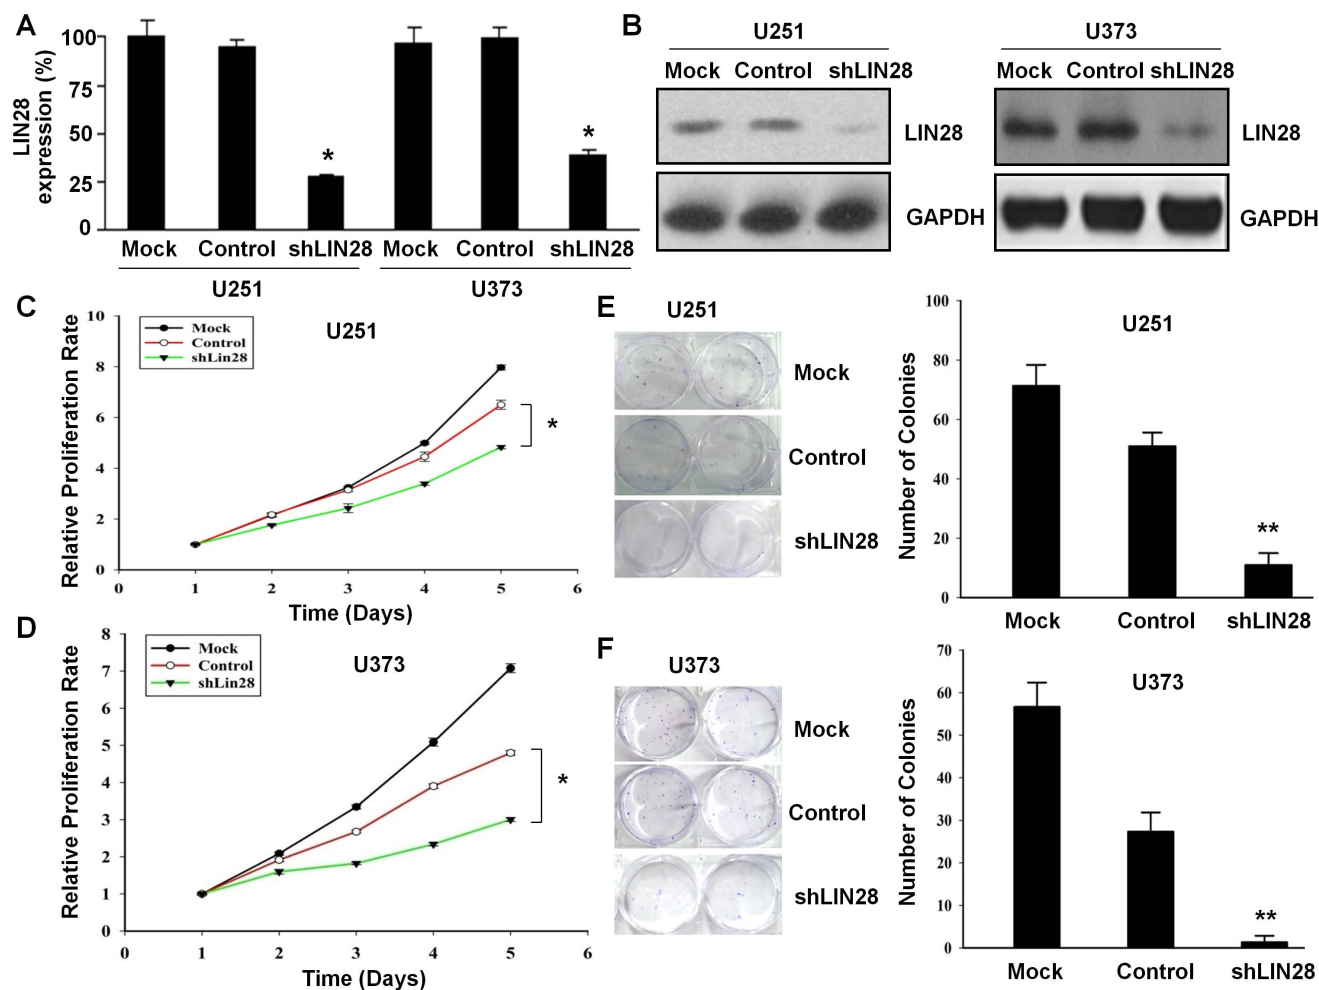 A
LIN28
expression (%)
100
75
50
25
0
*
*
Mock Control shLIN28 Mock Control shLIN28
U251 U373
B
U251 U373
Mock Control shLIN28 Mock Control shLIN28
LIN28 LIN28
GAPDH GAPDH
C
U251
Relative Proliferation Rate
10
8
6
4
2
0
Mock
Control
shLin28
*
0 1 2 3 4 5 6
Time (Days)
D
U373
Relative Proliferation Rate
8
7
6
5
4
3
2
1
0
Mock
Control
shLin28
*
0 1 2 3 4 5 6
Time (Days)
E
U251
Mock
Control
shLIN28
Number of Colonies
100
80
60
40
20
0
U251
**
Mock Control shLIN28
F
U373
Mock
Control
shLIN28
Number of Colonies
70
60
50
40
30
20
10
0
U373
**
Mock Control shLIN28